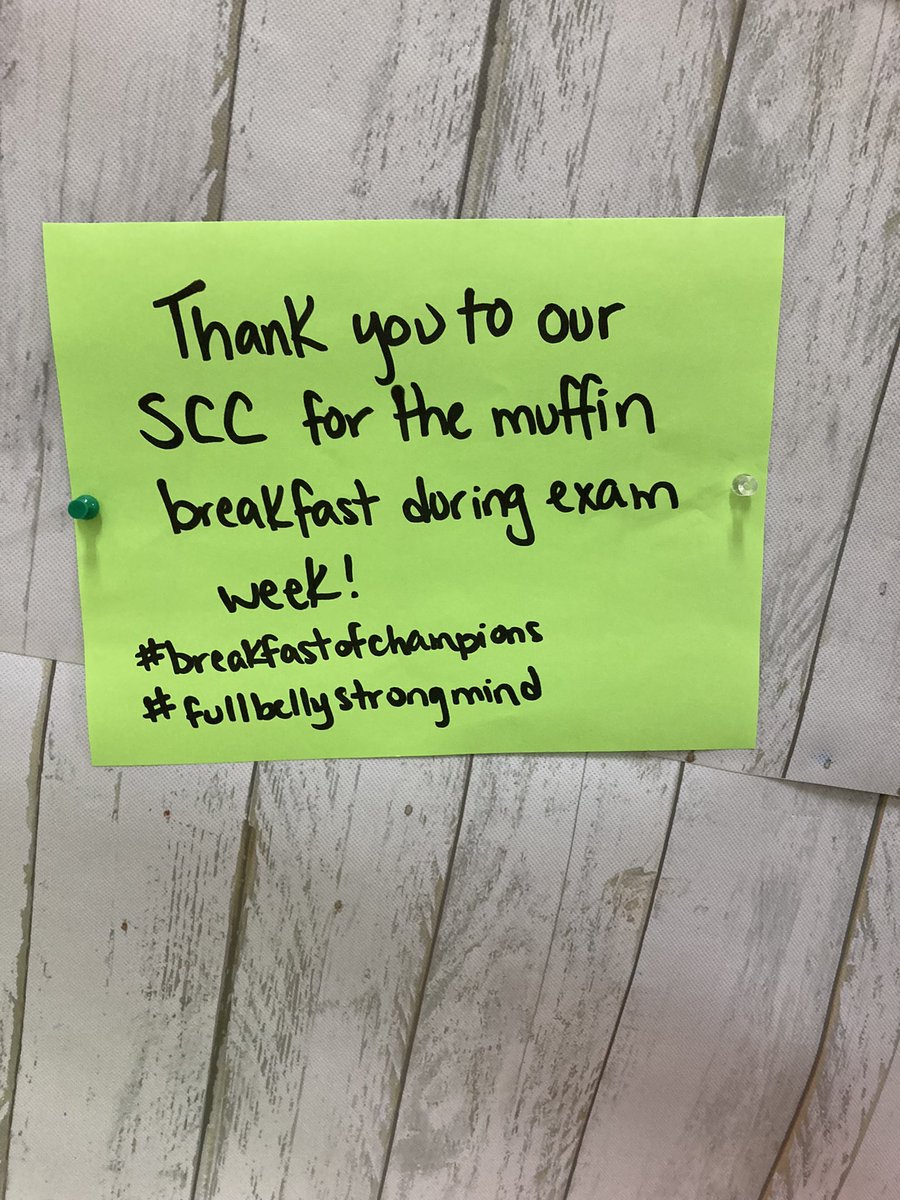 Thank you to our
SCC for the muffin
breakfast during exam
week!
#breakfastofchampions
#fullbellystrongmind